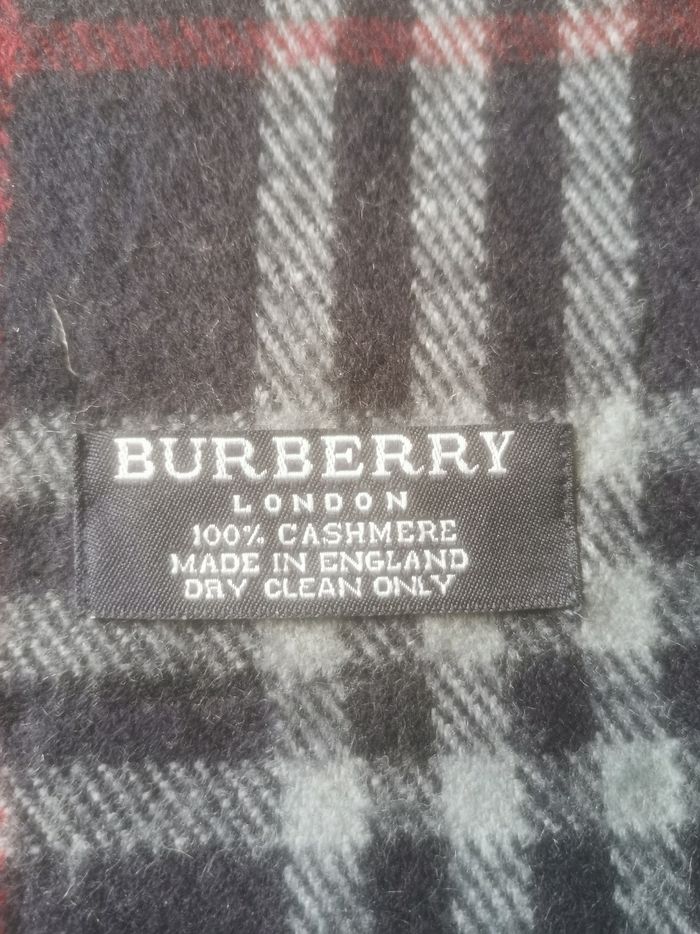 BURBERRY
LONDON
100% CASHMERE
MADE IN ENGLAND
DRY CLEAN ONLY